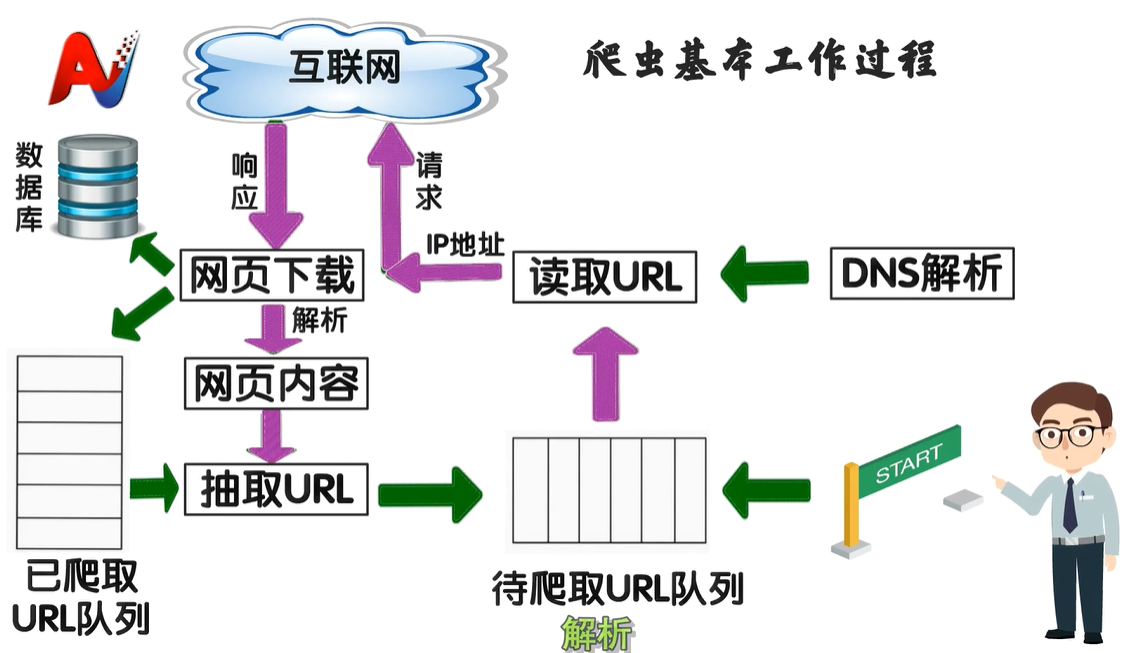 爬虫基本工作过程
互联网
数据库
响应
请求
IP地址
网页下载
读取URL
DNS解析
解析
网页内容
START
抽取URL
已爬取
URL队列
待爬取URL队列
解析